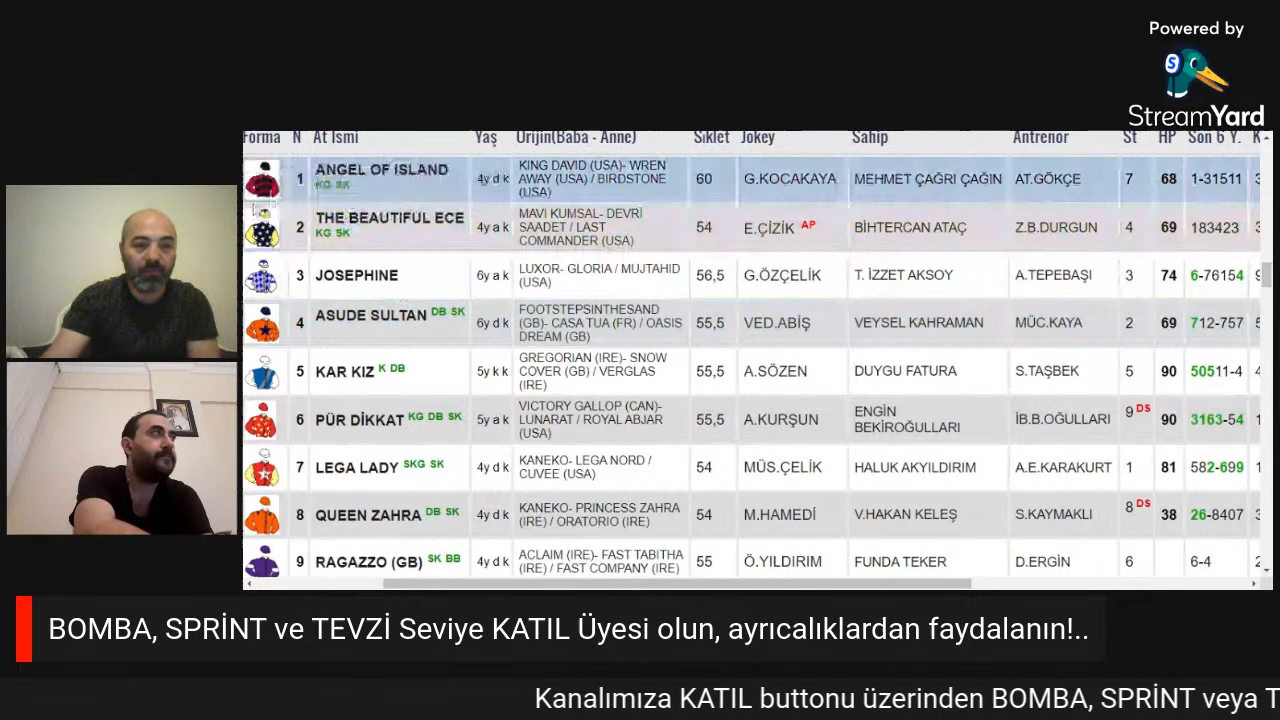 Powered by
StreamYard
Forma N At İsmi Yaş Orijin(Baba - Anne) Sıklet Jokey Sahip Antrenor St HP Son 6 Y. K
1 ANGEL OF ISLAND KG SK 4y d k KING DAVID (USA)- WREN AWAY (USA) / BIRDSTONE (USA) 60 G.KOCAKAYA MEHMET ÇAĞRI ÇAĞIN AT.GÖKÇE 7 68 1-31511
2 THE BEAUTIFUL ECE KG SK 4y a k MAVİ KUMSAL- DEVRİ SAADET / LAST COMMANDER (USA) 54 E.ÇİZİK AP BİHTERCAN ATAÇ Z.B.DURGUN 4 69 183423
3 JOSEPHINE 6y a k LUXOR- GLORIA / MUJTAHID (USA) 56,5 G.ÖZÇELİK T. İZZET AKSOY A.TEPEBAŞI 3 74 6-76154
4 ASUDE SULTAN DB SK 6y d k FOOTSTEPSINTHESAND (GB)- CASA TUA (FR) / OASIS DREAM (GB) 55,5 VED.ABİŞ VEYSEL KAHRAMAN MÜC.KAYA 2 69 712-757
5 KAR KIZ K DB 5y k k GREGORIAN (IRE)- SNOW COVER (GB) / VERGLAS (IRE) 55,5 A.SÖZEN DUYGU FATURA S.TAŞBEK 5 90 50511-4
6 PÜR DİKKAT KG DB SK 5y a k VICTORY GALLOP (CAN)- LUNARAT / ROYAL ABJAR (USA) 55,5 A.KURŞUN ENGİN BEKİROĞULLARI İB.B.OĞULLARI 9 DS 90 3163-54
7 LEGA LADY SKG SK 4y d k KANEKO- LEGA NORD / CUVEE (USA) 54 MÜS.ÇELİK HALUK AKYILDIRIM A.E.KARAKURT 1 81 582-699
8 QUEEN ZAHRA DB SK 4y d k KANEKO- PRINCESS ZAHRA (IRE) / ORATORIO (IRE) 54 M.HAMEDİ V.HAKAN KELEŞ S.KAYMAKLI 8 DS 38 26-8407
9 RAGAZZO (GB) SK BB 4y d k ACLAIM (IRE)- FAST TABITHA (IRE) / FAST COMPANY (IRE) 55 Ö.YILDIRIM FUNDA TEKER D.ERGİN 6 6-4
BOMBA, SPRİNT ve TEVZİ Seviye KATIL Üyesi olun, ayrıcalıklardan faydalanın!..
Kanalımıza KATIL buttonu üzerinden BOMBA, SPRİNT veya T